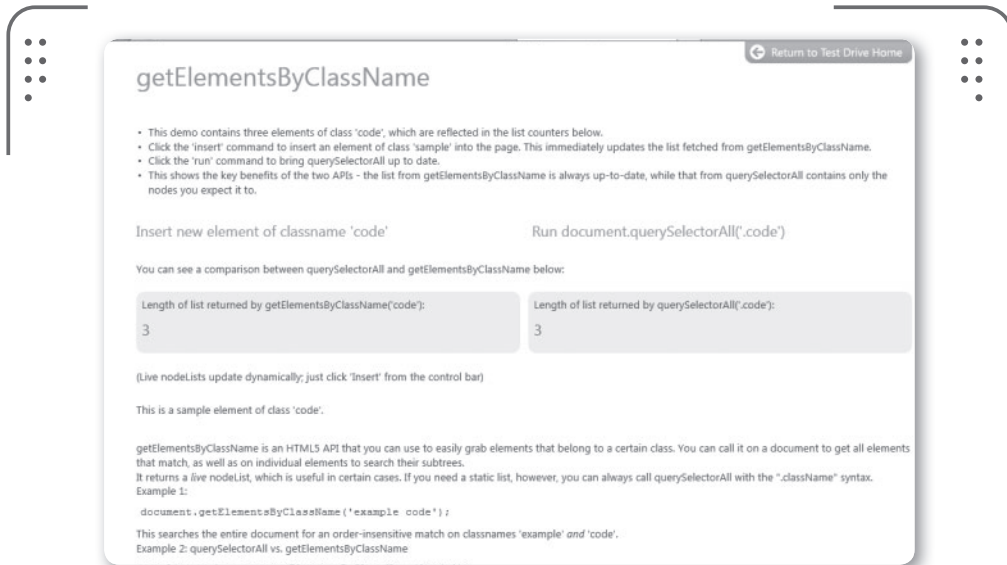 Return to Test Drive Home
getElementsByClassName
• This demo contains three elements of class 'code', which are reflected in the list counters below.
• Click the 'insert' command to insert an element of class 'sample' into the page. This immediately updates the list fetched from getElementsByClassName.
• Click the 'run' command to bring querySelectorAll up to date.
• This shows the key benefits of the two APIs - the list from getElementsByClassName is always up-to-date, while that from querySelectorAll contains only the
nodes you expect it to.
Insert new element of classname 'code'
Run document.querySelectorAll('.code')
You can see a comparison between querySelectorAll and getElementsByClassName below:
Length of list returned by getElementsByClassName('code'):
3
Length of list returned by querySelectorAll('.code'):
3
(Live nodeLists update dynamically; just click 'Insert' from the control bar)
This is a sample element of class 'code'.
getElementsByClassName is an HTML5 API that you can use to easily grab elements that belong to a certain class. You can call it on a document to get all elements
that match, as well as on individual elements to search their subtrees.
It returns a live nodeList, which is useful in certain cases. If you need a static list, however, you can always call querySelectorAll with the ".className" syntax.
Example 1:
document.getElementsByClassName('example code');
This searches the entire document for an order-insensitive match on classnames 'example' and 'code'.
Example 2: querySelectorAll vs. getElementsByClassName